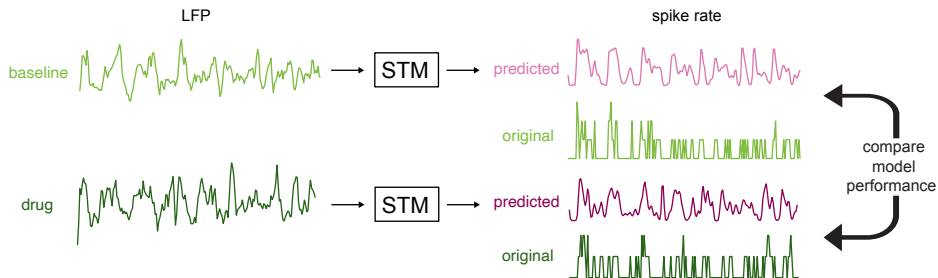 LFP
spike rate
baseline
STM
predicted
original
compare
model
performance
drug
STM
predicted
original